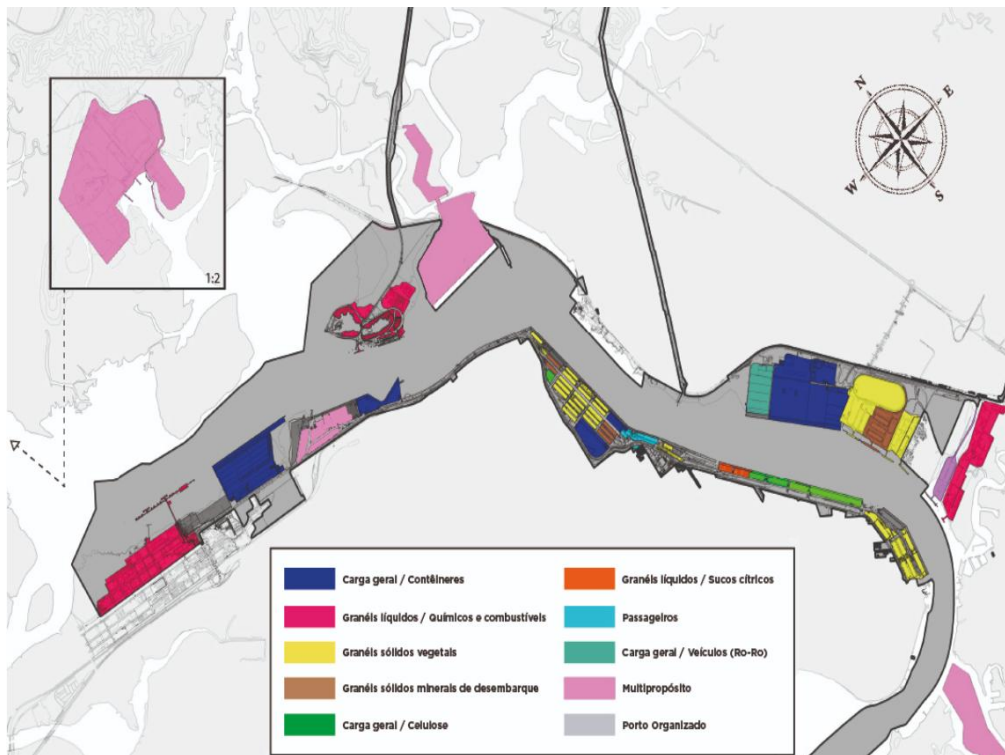 N
E
W
S
1:2
Carga geral / Contêineres
Granéis líquidos / Químicos e combustíveis
Granéis sólidos vegetais
Granéis sólidos minerais de desembarque
Carga geral / Celulose
Granéis líquidos / Sucos cítricos
Passageiros
Carga geral / Veículos (Ro-Ro)
Multipropósito
Porto Organizado